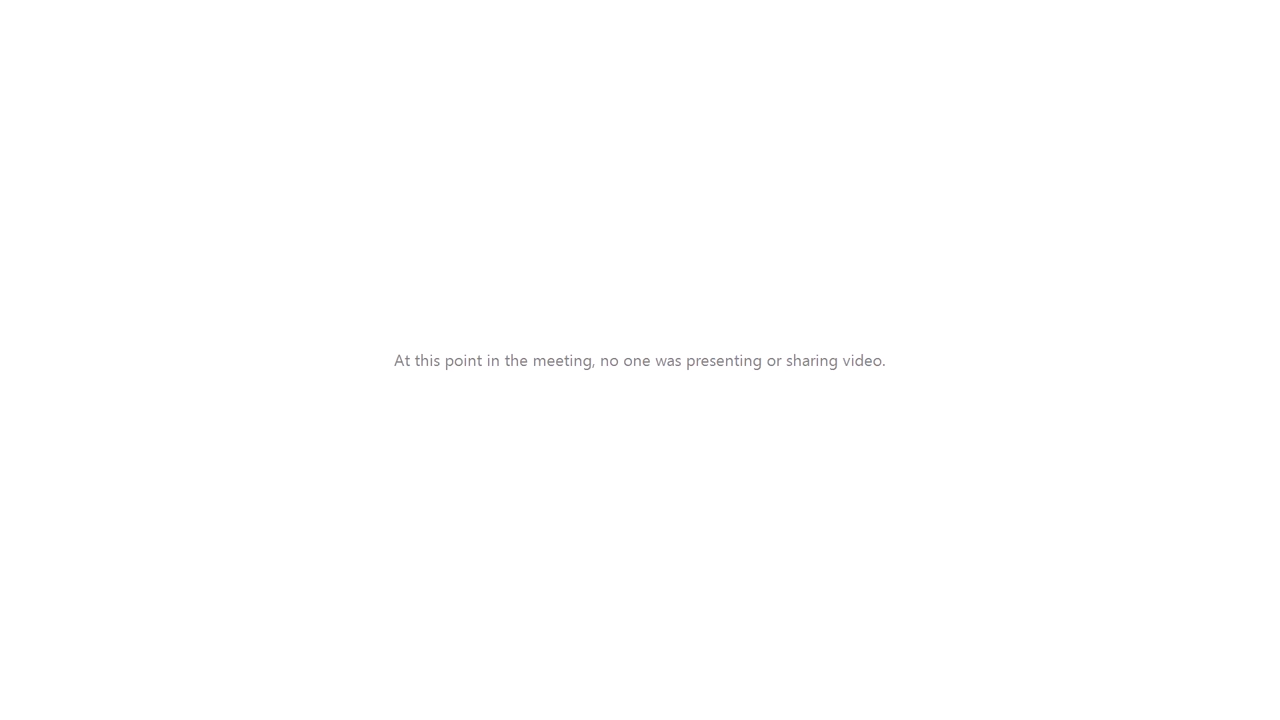 At this point in the meeting, no one was presenting or sharing video.